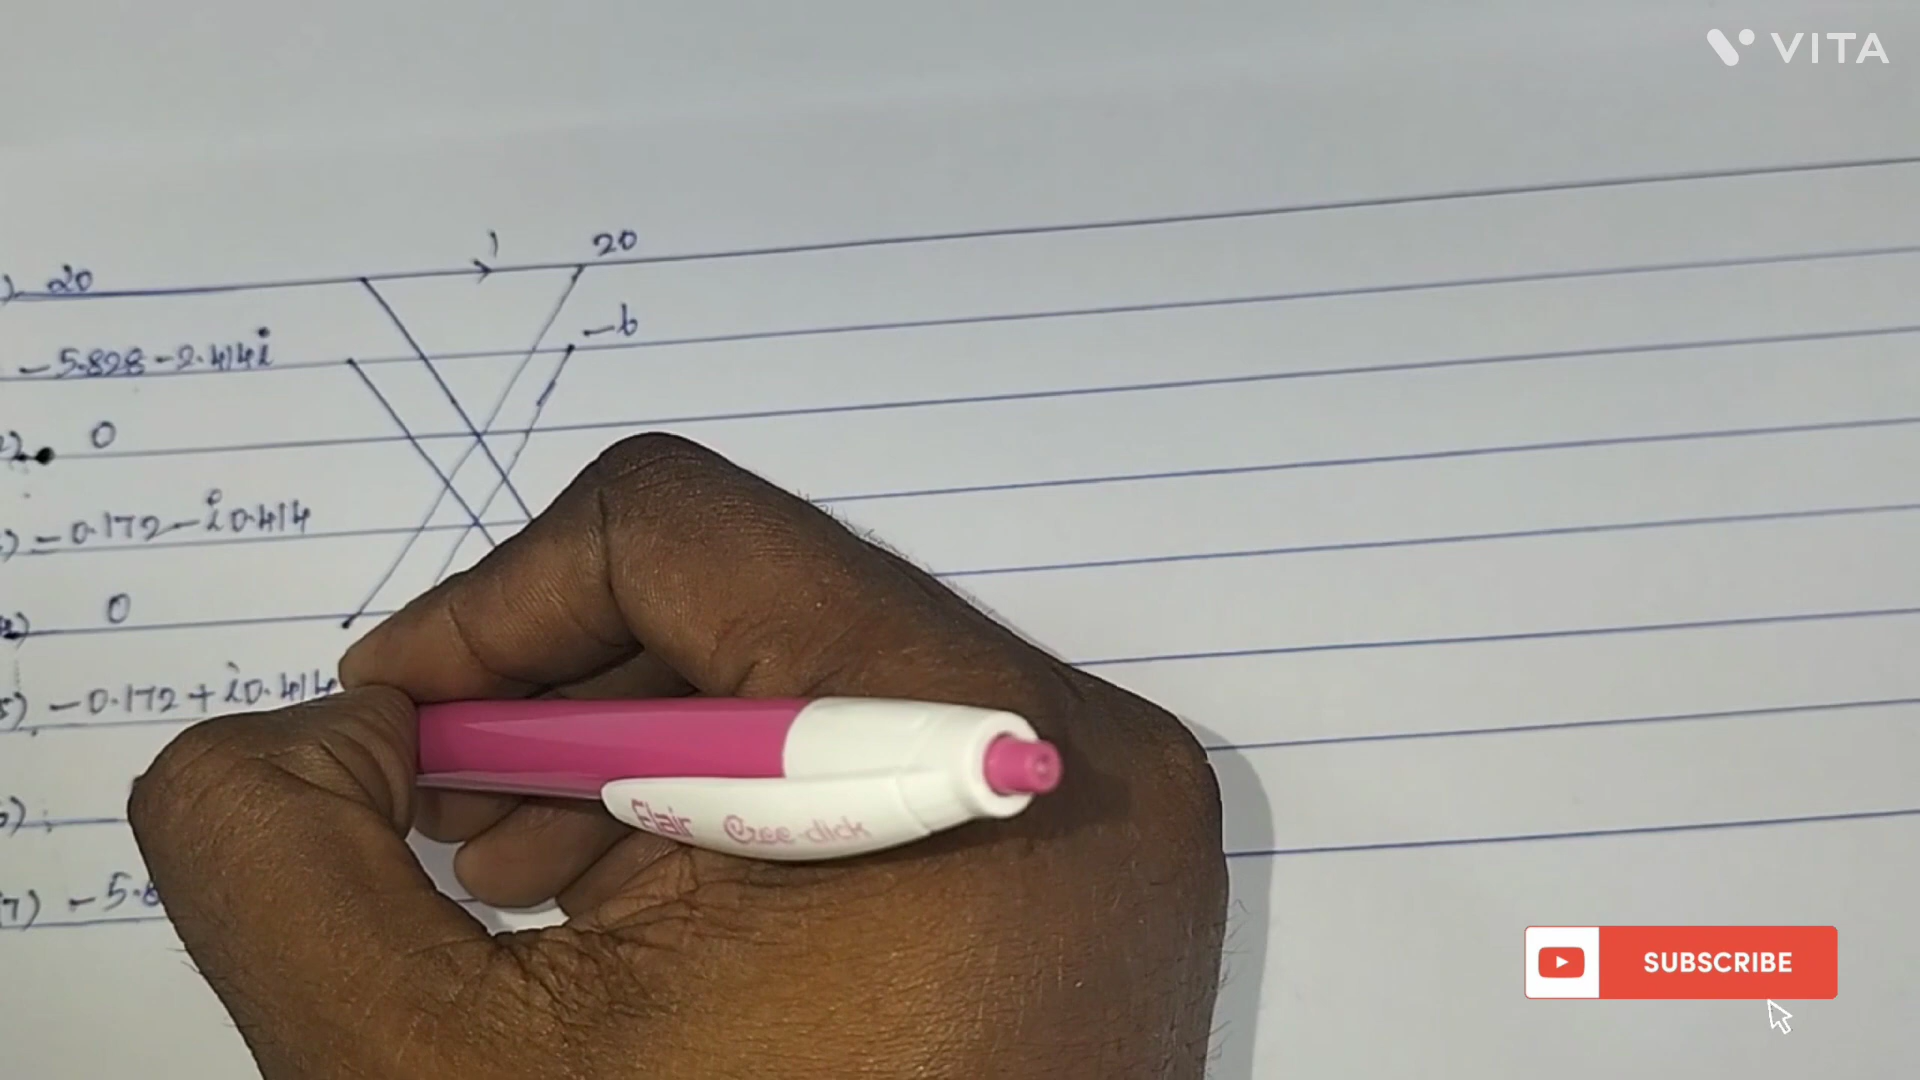 VITA
1
20
) 20
-6
-5.828-2.414i
0
) -0.172-i0.414
0
5) -0.172+i0.414
Flair
7) -5.8
SUBSCRIBE